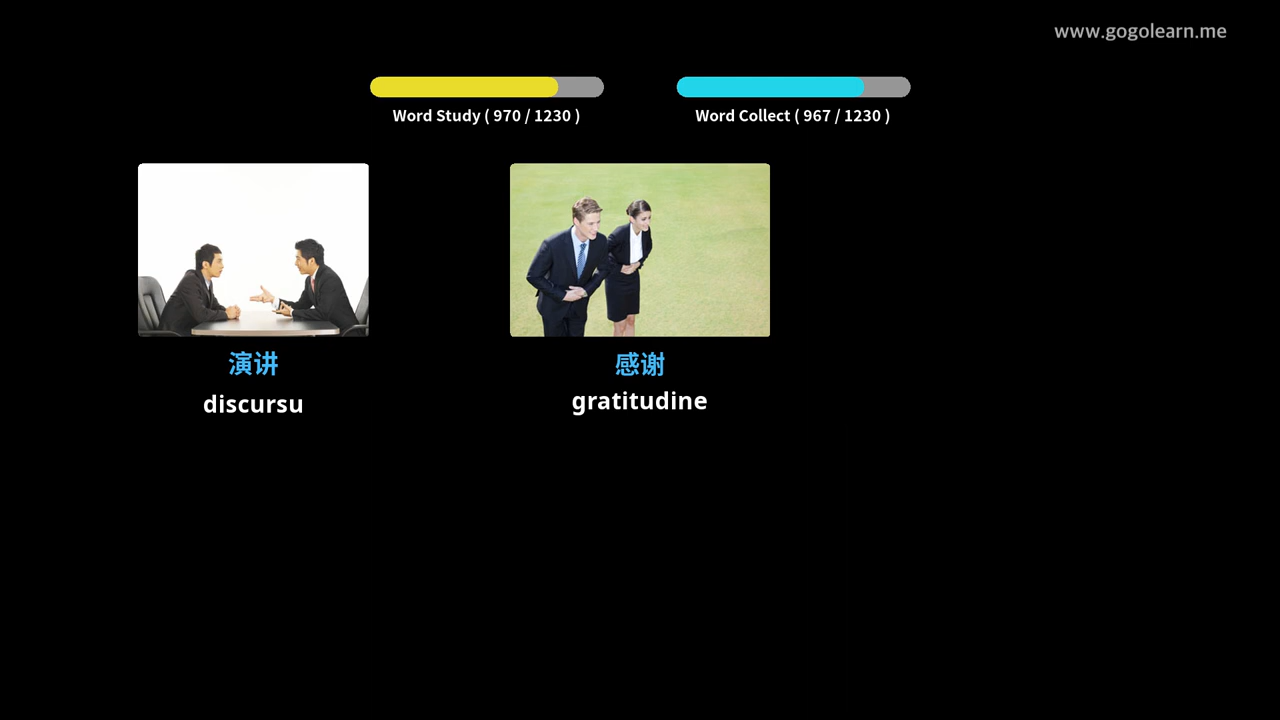 www.gogolearn.me
Word Study ( 970 / 1230 )
Word Collect ( 967 / 1230 )
演讲
discursu
感谢
gratitudine